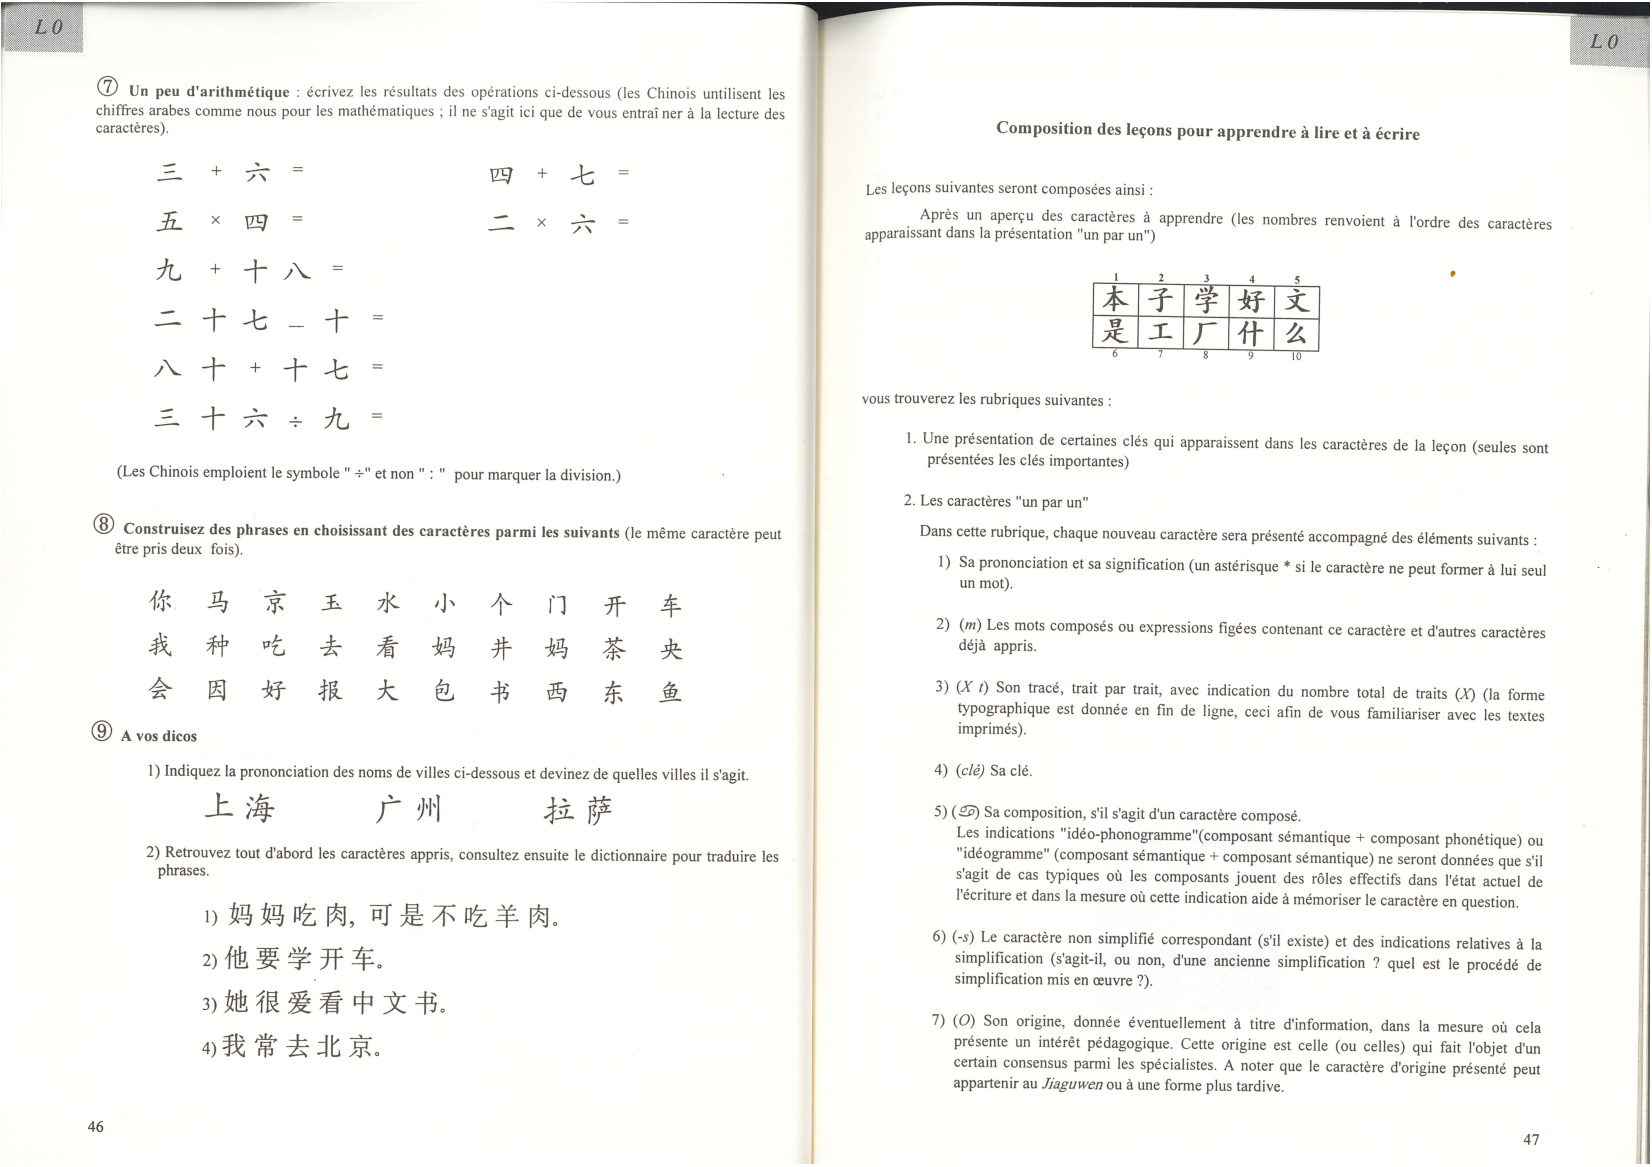 L 0
⑦ Un peu d'arithmétique : écrivez les résultats des opérations ci-dessous (les Chinois untilisent les
chiffres arabes comme nous pour les mathématiques ; il ne s'agit ici que de vous entraî ner à la lecture des
caractères).
三 + 六 =
四 + 七 =
五 × 四 =
二 × 六 =
九 + 十 八 =
二 十 七 － 十 =
八 十 + 十 七 =
三 十 六 ÷ 九 =
(Les Chinois emploient le symbole " ÷" et non " : " pour marquer la division.)
⑧ Construisez des phrases en choisissant des caractères parmi les suivants (le même caractère peut
être pris deux fois).
你 马 京 玉 水 小 个 门 开 车
我 种 吃 去 看 妈 井 妈 茶 央
会 因 好 报 大 包 书 西 东 鱼
⑨ A vos dicos
1) Indiquez la prononciation des noms de villes ci-dessous et devinez de quelles villes il s'agit.
上 海 广 州 拉 萨
2) Retrouvez tout d'abord les caractères appris, consultez ensuite le dictionnaire pour traduire les
phrases.
1) 妈 妈 吃 肉, 可 是 不 吃 羊 肉。
2) 他 要 学 开 车。
3) 她 很 爱 看 中 文 书。
4) 我 常 去 北 京。
46
L 0
Composition des leçons pour apprendre à lire et à écrire
Les leçons suivantes seront composées ainsi :
Après un aperçu des caractères à apprendre (les nombres renvoient à l'ordre des caractères
apparaissant dans la présentation "un par un")
1 2 3 4 5
本 子 学 好 文
是 工 厂 什 么
6 7 8 9 10
vous trouverez les rubriques suivantes :
1. Une présentation de certaines clés qui apparaissent dans les caractères de la leçon (seules sont
présentées les clés importantes)
2. Les caractères "un par un"
Dans cette rubrique, chaque nouveau caractère sera présenté accompagné des éléments suivants :
1) Sa prononciation et sa signification (un astérisque * si le caractère ne peut former à lui seul
un mot).
2) (m) Les mots composés ou expressions figées contenant ce caractère et d'autres caractères
déjà appris.
3) (X t) Son tracé, trait par trait, avec indication du nombre total de traits (X) (la forme
typographique est donnée en fin de ligne, ceci afin de vous familiariser avec les textes
imprimés).
4) (clé) Sa clé.
5) (♋) Sa composition, s'il s'agit d'un caractère composé.
Les indications "idéo-phonogramme"(composant sémantique + composant phonétique) ou
"idéogramme" (composant sémantique + composant sémantique) ne seront données que s'il
s'agit de cas typiques où les composants jouent des rôles effectifs dans l'état actuel de
l'écriture et dans la mesure où cette indication aide à mémoriser le caractère en question.
6) (-s) Le caractère non simplifié correspondant (s'il existe) et des indications relatives à la
simplification (s'agit-il, ou non, d'une ancienne simplification ? quel est le procédé de
simplification mis en œuvre ?).
7) (O) Son origine, donnée éventuellement à titre d'information, dans la mesure où cela
présente un intérêt pédagogique. Cette origine est celle (ou celles) qui fait l'objet d'un
certain consensus parmi les spécialistes. A noter que le caractère d'origine présenté peut
appartenir au Jiaguwen ou à une forme plus tardive.
47